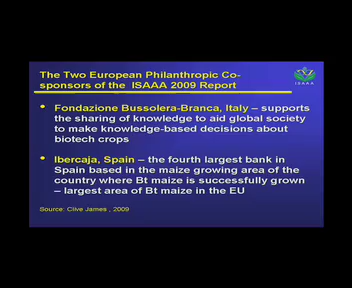 The Two European Philanthropic Co-
sponsors of the ISAAA 2009 Report
ISAAA
• Fondazione Bussolera-Branca, Italy – supports
the sharing of knowledge to aid global society
to make knowledge-based decisions about
biotech crops
• Ibercaja, Spain – the fourth largest bank in
Spain based in the maize growing area of the
country where Bt maize is successfully grown
– largest area of Bt maize in the EU
Source: Clive James , 2009